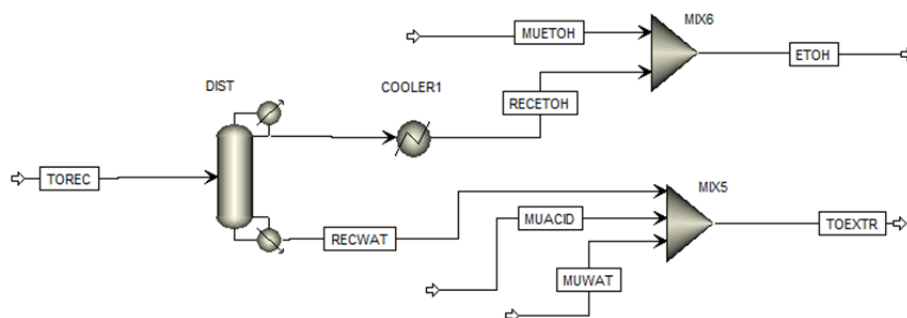 MIX6
MUETOH
ETOH
DIST
COOLER1
RECETOH
TOREC
MIX5
MUACID
TOEXTR
RECWAT
MUWAT